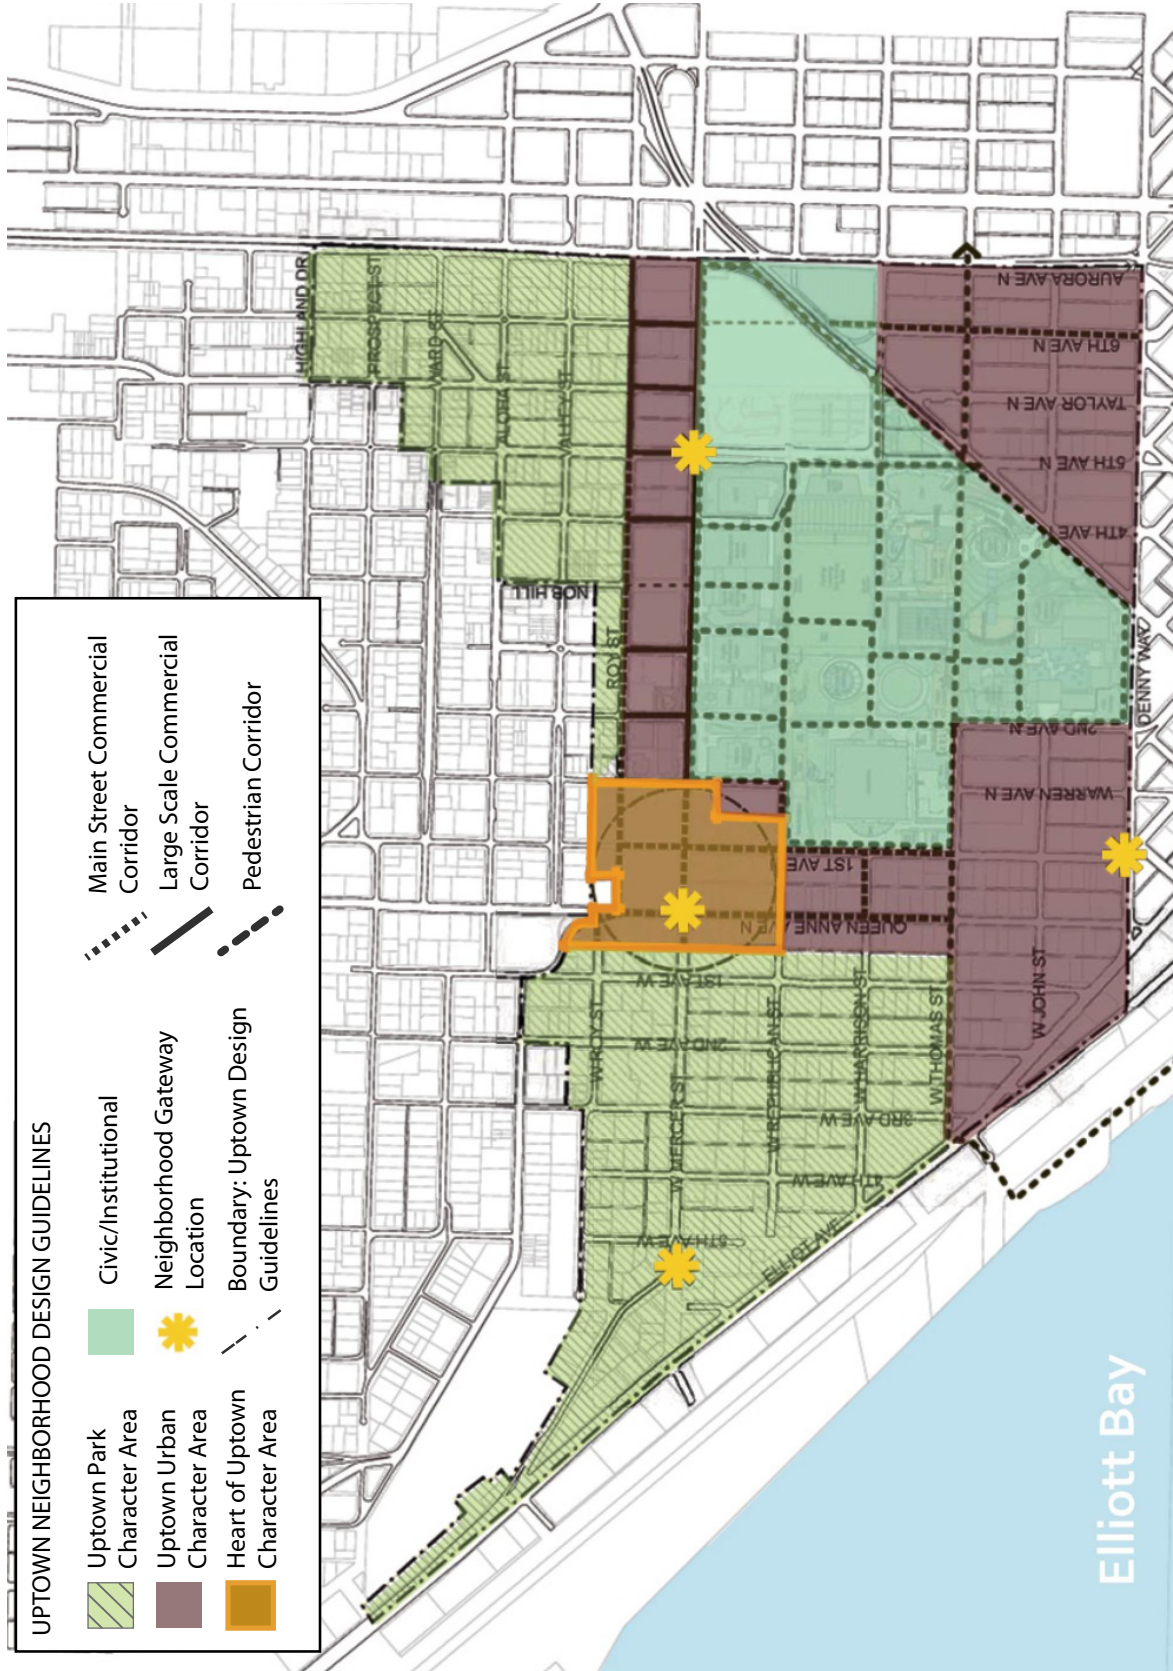 UPTOWN NEIGHBORHOOD DESIGN GUIDELINES
Uptown Park
Character Area
Uptown Urban
Character Area
Heart of Uptown
Character Area
Civic/Institutional
Neighborhood Gateway
Location
Boundary: Uptown Design
Guidelines
Main Street Commercial
Corridor
Large Scale Commercial
Corridor
Pedestrian Corridor
HIGHLAND DR
PROSPECT ST
WARD ST
ALOHA ST
VALLEY ST
NOB HILL
ROY ST
W ROY ST
W MERCER ST
W REPUBLICAN ST
W HARRISON ST
W THOMAS ST
W JOHN ST
DENNY WAY
ELLIOT AVE
5TH AVE W
4TH AVE W
3RD AVE W
2ND AVE W
1ST AVE W
QUEEN ANNE AVE N
1ST AVE
WARREN AVE N
2ND AVE N
4TH AVE N
5TH AVE N
TAYLOR AVE N
6TH AVE N
AURORA AVE N
Elliott Bay